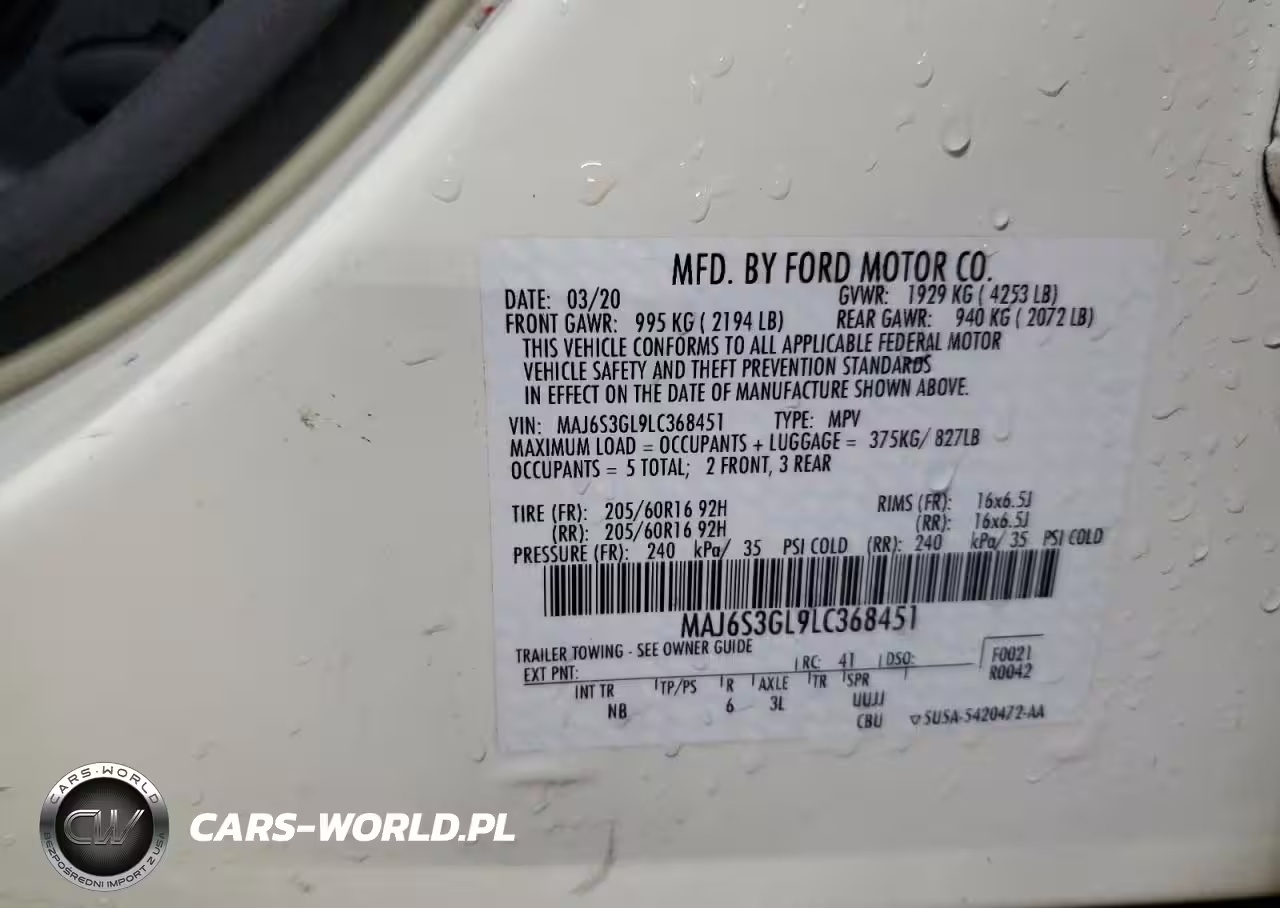 MFD. BY FORD MOTOR CO.
DATE: 03/20 GVWR: 1929 KG ( 4253 LB)
FRONT GAWR: 995 KG ( 2194 LB) REAR GAWR: 940 KG ( 2072 LB)
THIS VEHICLE CONFORMS TO ALL APPLICABLE FEDERAL MOTOR
VEHICLE SAFETY AND THEFT PREVENTION STANDARDS
IN EFFECT ON THE DATE OF MANUFACTURE SHOWN ABOVE.
VIN: MAJ6S3GL9LC368451 TYPE: MPV
MAXIMUM LOAD = OCCUPANTS + LUGGAGE = 375KG/ 827LB
OCCUPANTS = 5 TOTAL; 2 FRONT, 3 REAR
TIRE (FR): 205/60R16 92H RIMS (FR): 16x6.5J
(RR): 205/60R16 92H (RR): 16x6.5J
PRESSURE (FR): 240 kPa/ 35 PSI COLD (RR): 240 kPa/ 35 PSI COLD
MAJ6S3GL9LC368451
TRAILER TOWING - SEE OWNER GUIDE
EXT PNT: RC: 41 DSO: F0021
R0042
INT TR TP/PS R AXLE TR SPR
NB 6 3L UUJJ
CBU 5USA-5420472-AA
CARS-WORLD
CW
BEZPOŚREDNI IMPORT Z USA
CARS-WORLD.PL